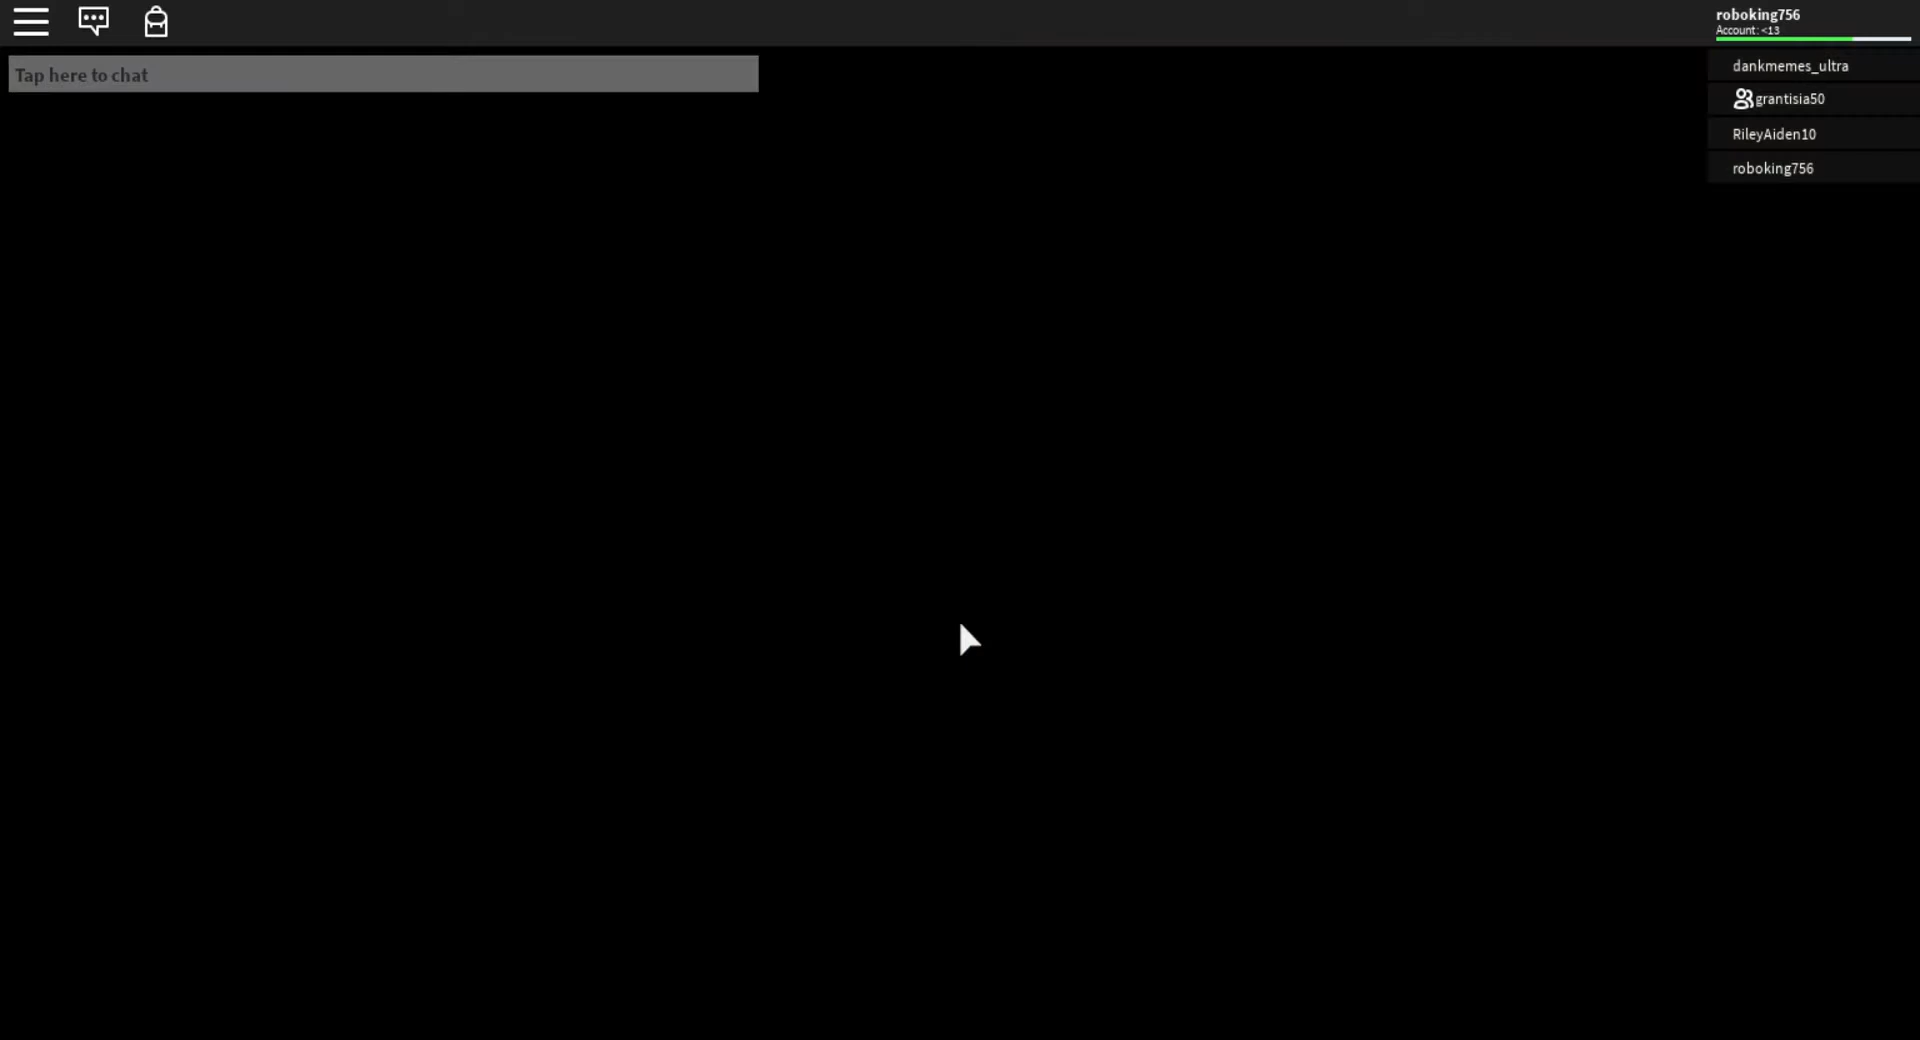 roboking756
Account: <13
Tap here to chat
dankmemes_ultra
grantisia50
RileyAiden10
roboking756